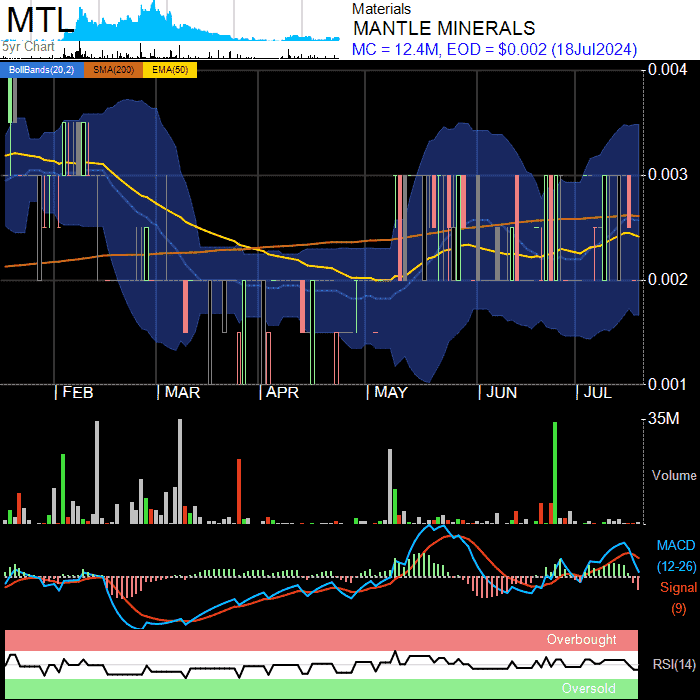 MTL
5yr Chart
Materials
MANTLE MINERALS
MC = 12.4M, EOD = $0.002 (18Jul2024)
BollBands(20,2) SMA(200) EMA(50)
0.004
0.003
0.002
0.001
FEB MAR APR MAY JUN JUL
35M
Volume
MACD
(12-26)
Signal
(9)
Overbought
RSI(14)
Oversold